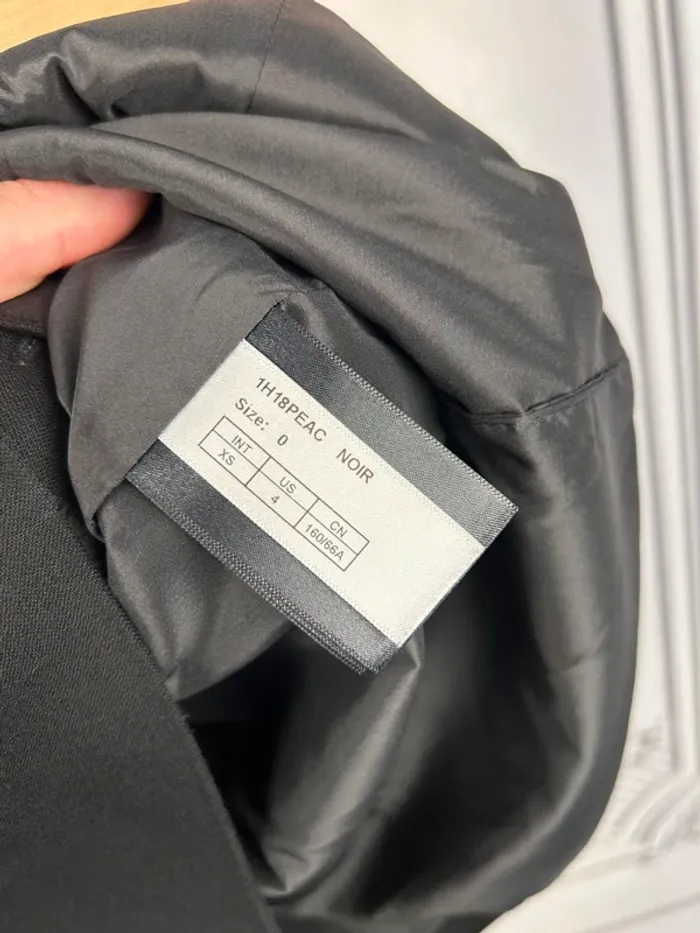 1H18PEAC NOIR
Size: 0
INT US CN
XS 4 160/66A